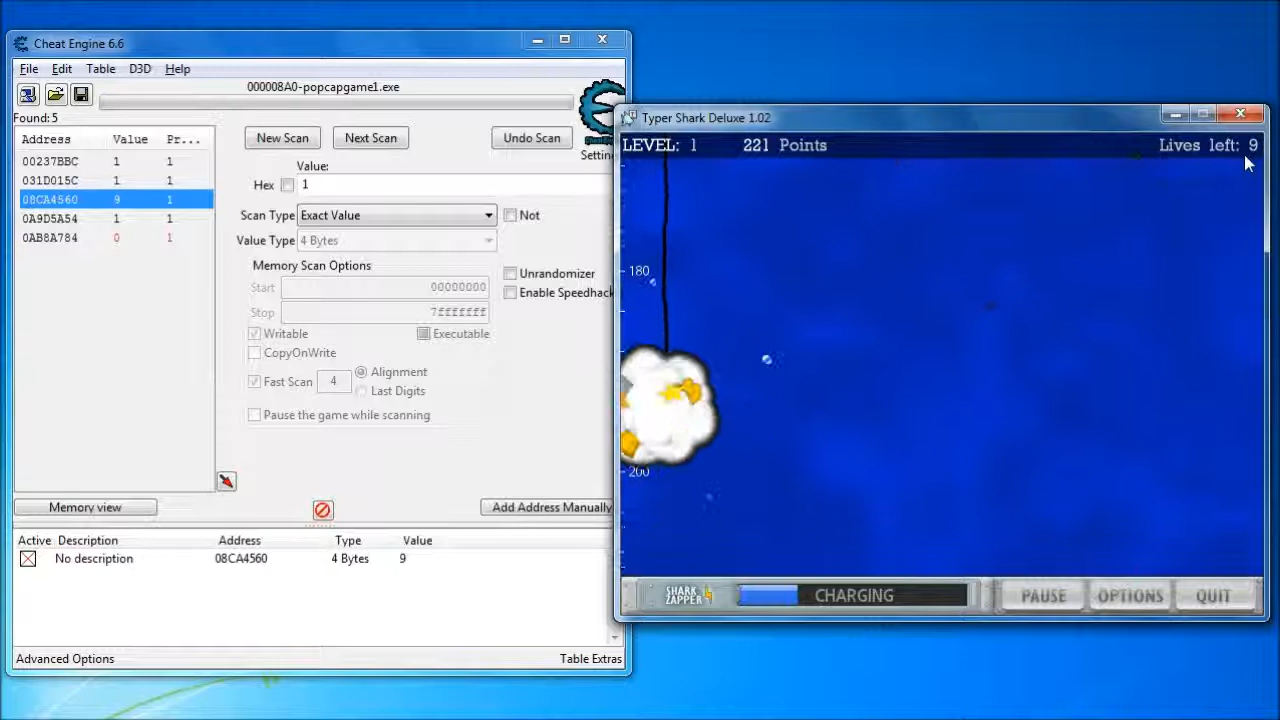 Cheat Engine 6.6
File Edit Table D3D Help
000008A0-popcapgame1.exe
Found: 5
Address Value Pr...
00237BBC 1 1
031D015C 1 1
08CA4560 9 1
0A9D5A54 1 1
0AB8A784 0 1
New Scan Next Scan Undo Scan
Value:
Hex 1
Scan Type Exact Value Not
Value Type 4 Bytes
Memory Scan Options
Start 00000000
Stop 7fffffff
Writable Executable
CopyOnWrite
Fast Scan 4 Alignment
Last Digits
Pause the game while scanning
Unrandomizer
Enable Speedhack
Settin
Memory view Add Address Manually
Active Description Address Type Value
No description 08CA4560 4 Bytes 9
Advanced Options Table Extras
Typer Shark Deluxe 1.02
LEVEL: 1 221 Points Lives left: 9
180
200
SHARK ZAPPER CHARGING PAUSE OPTIONS QUIT